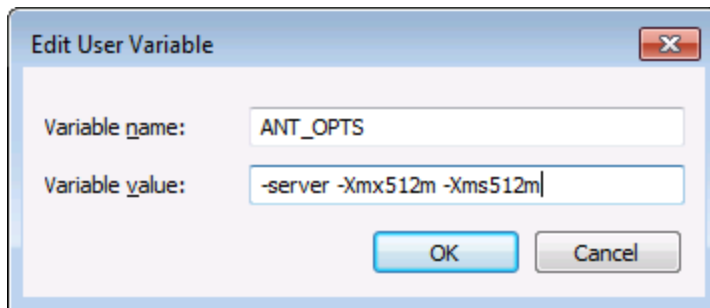 Edit User Variable
Variable name: ANT_OPTS
Variable value: -server -Xmx512m -Xms512m
OK Cancel